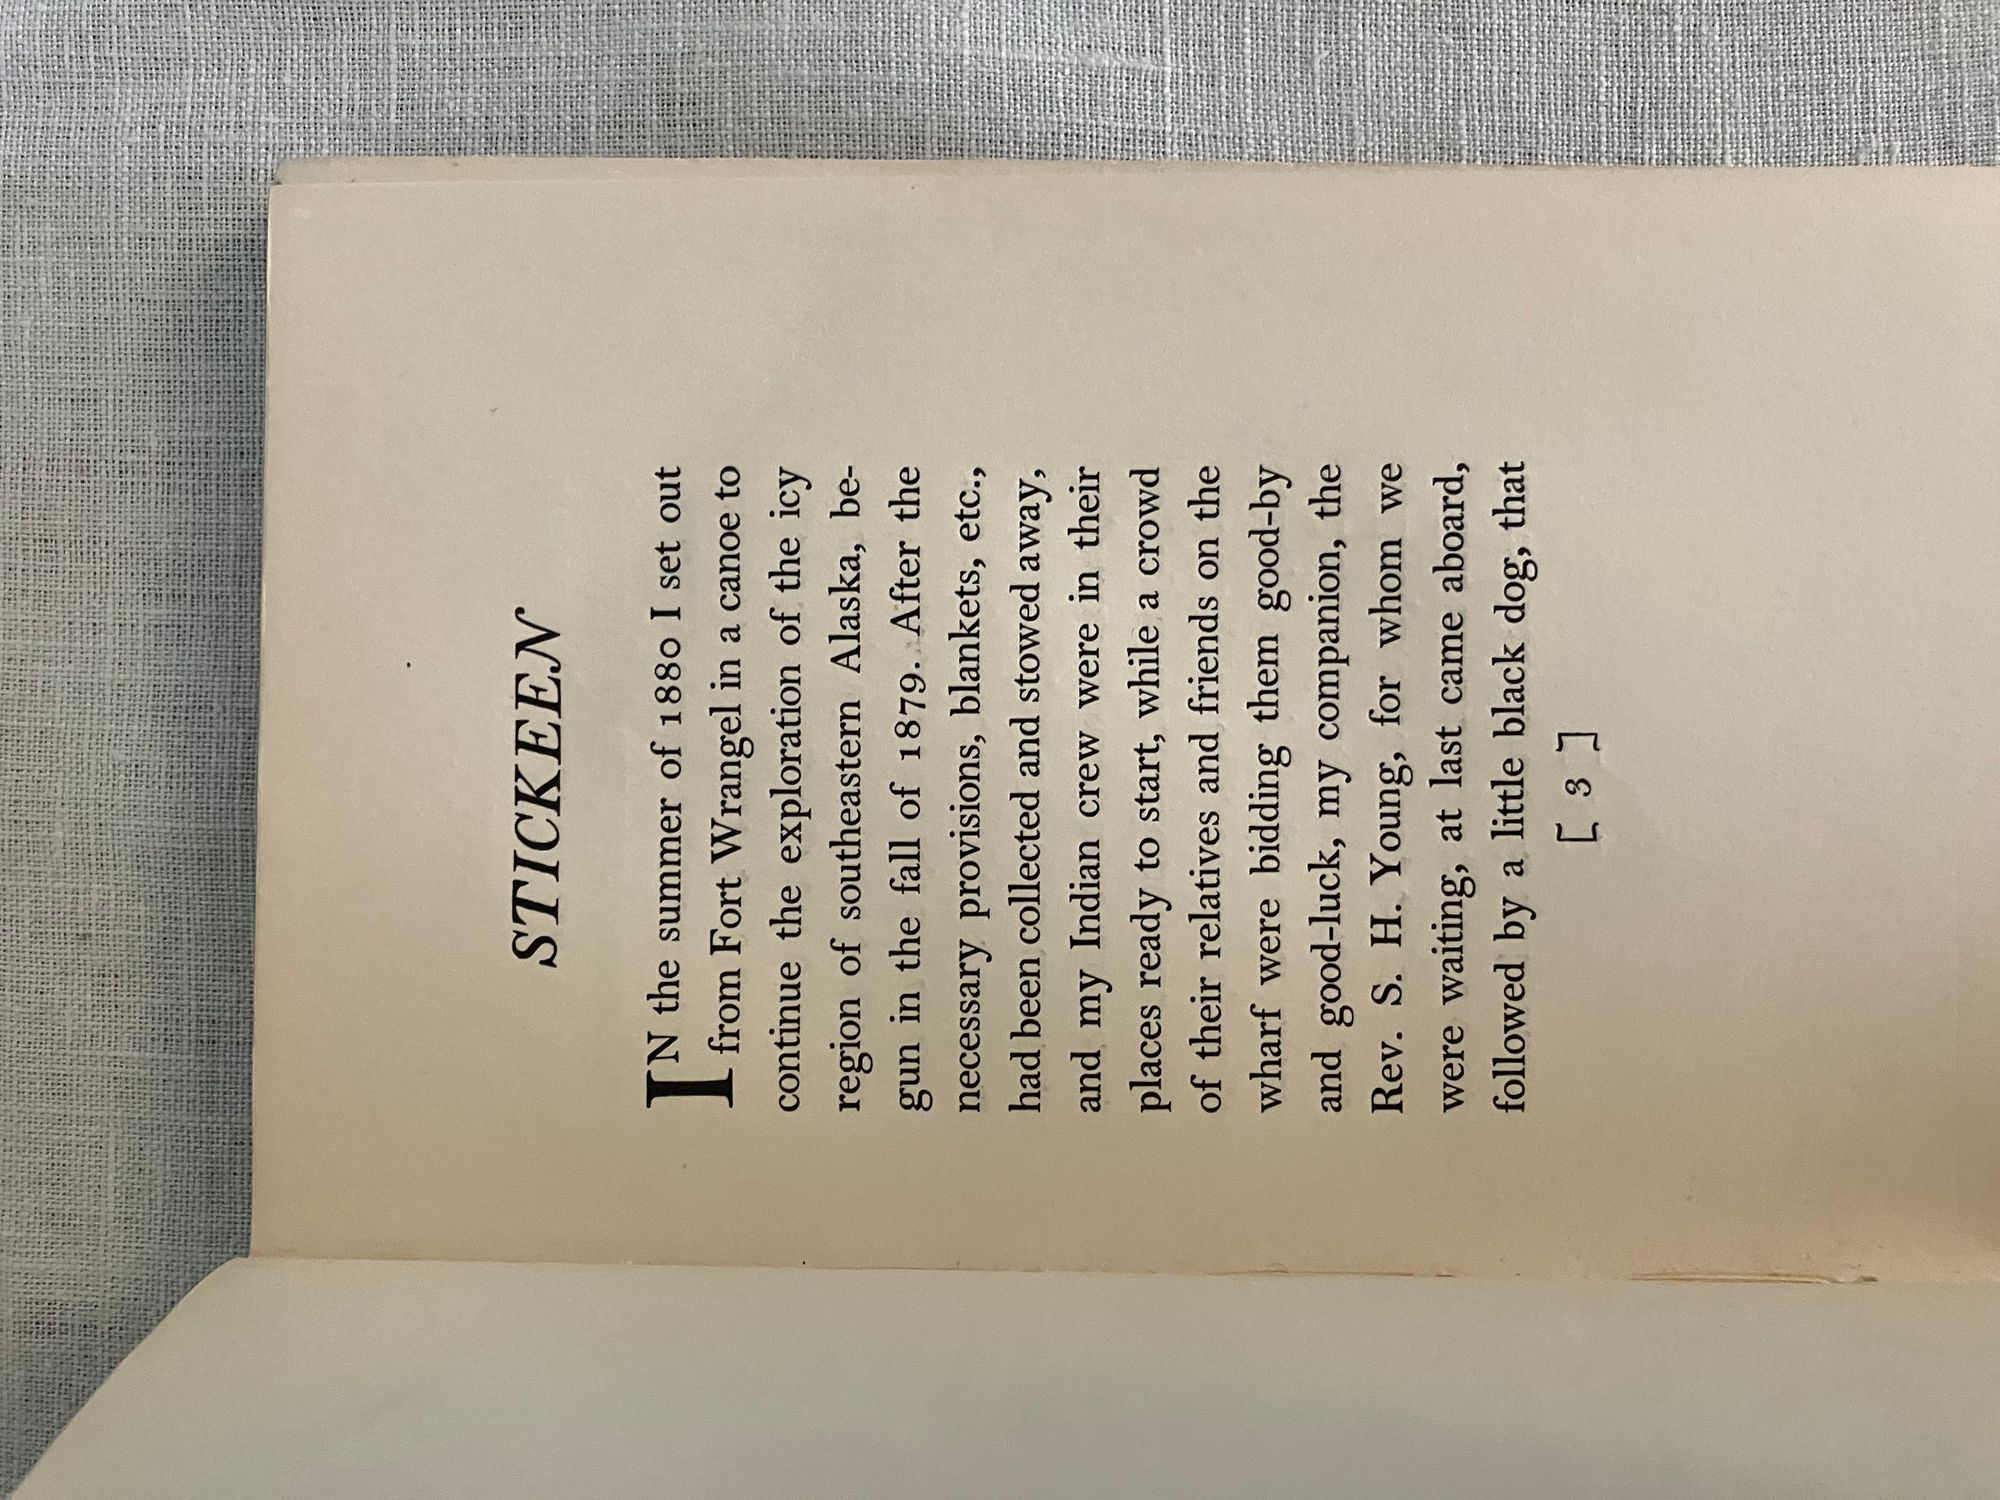 STICKEEN
IN the summer of 1880 I set out
from Fort Wrangel in a canoe to
continue the exploration of the icy
region of southeastern Alaska, be-
gun in the fall of 1879. After the
necessary provisions, blankets, etc.,
had been collected and stowed away,
and my Indian crew were in their
places ready to start, while a crowd
of their relatives and friends on the
wharf were bidding them good-by
and good-luck, my companion, the
Rev. S. H. Young, for whom we
were waiting, at last came aboard,
followed by a little black dog, that
[ 3 ]